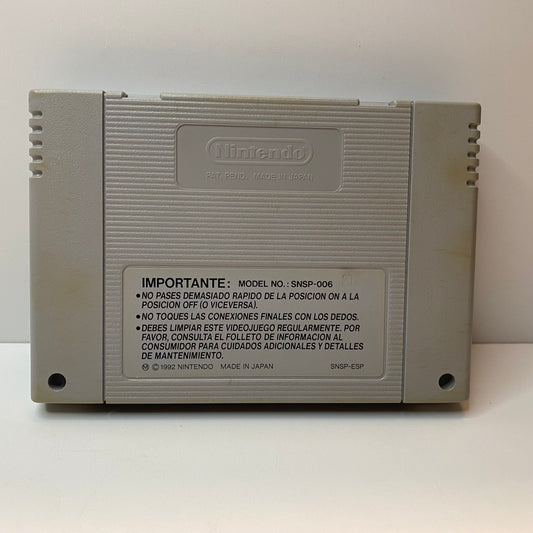 Nintendo
PAT. PEND. MADE IN JAPAN
IMPORTANTE: MODEL NO.: SNSP-006
• NO PASES DEMASIADO RAPIDO DE LA POSICION ON A LA
POSICION OFF (O VICEVERSA).
• NO TOQUES LAS CONEXIONES FINALES CON LOS DEDOS.
• DEBES LIMPIAR ESTE VIDEOJUEGO REGULARMENTE. POR
FAVOR, CONSULTA EL FOLLETO DE INFORMACION AL
CONSUMIDOR PARA CUIDADOS ADICIONALES Y DETALLES
DE MANTENIMIENTO.
Ⓜ © 1992 NINTENDO MADE IN JAPAN SNSP-ESP